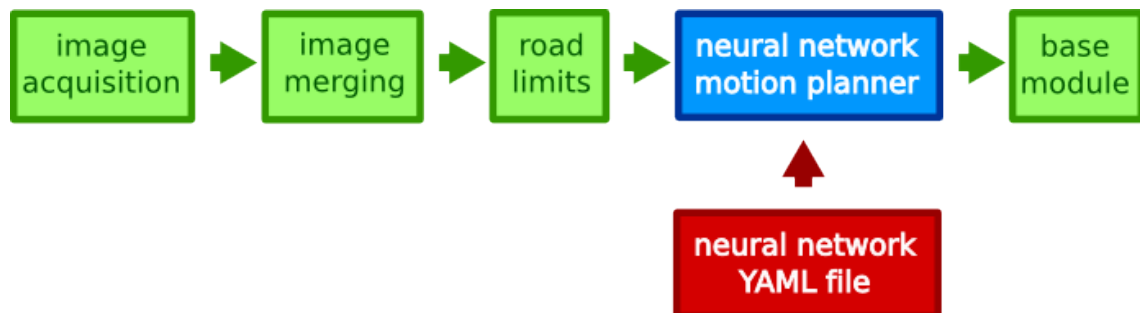 image
acquisition
image
merging
road
limits
neural network
motion planner
base
module
neural network
YAML file